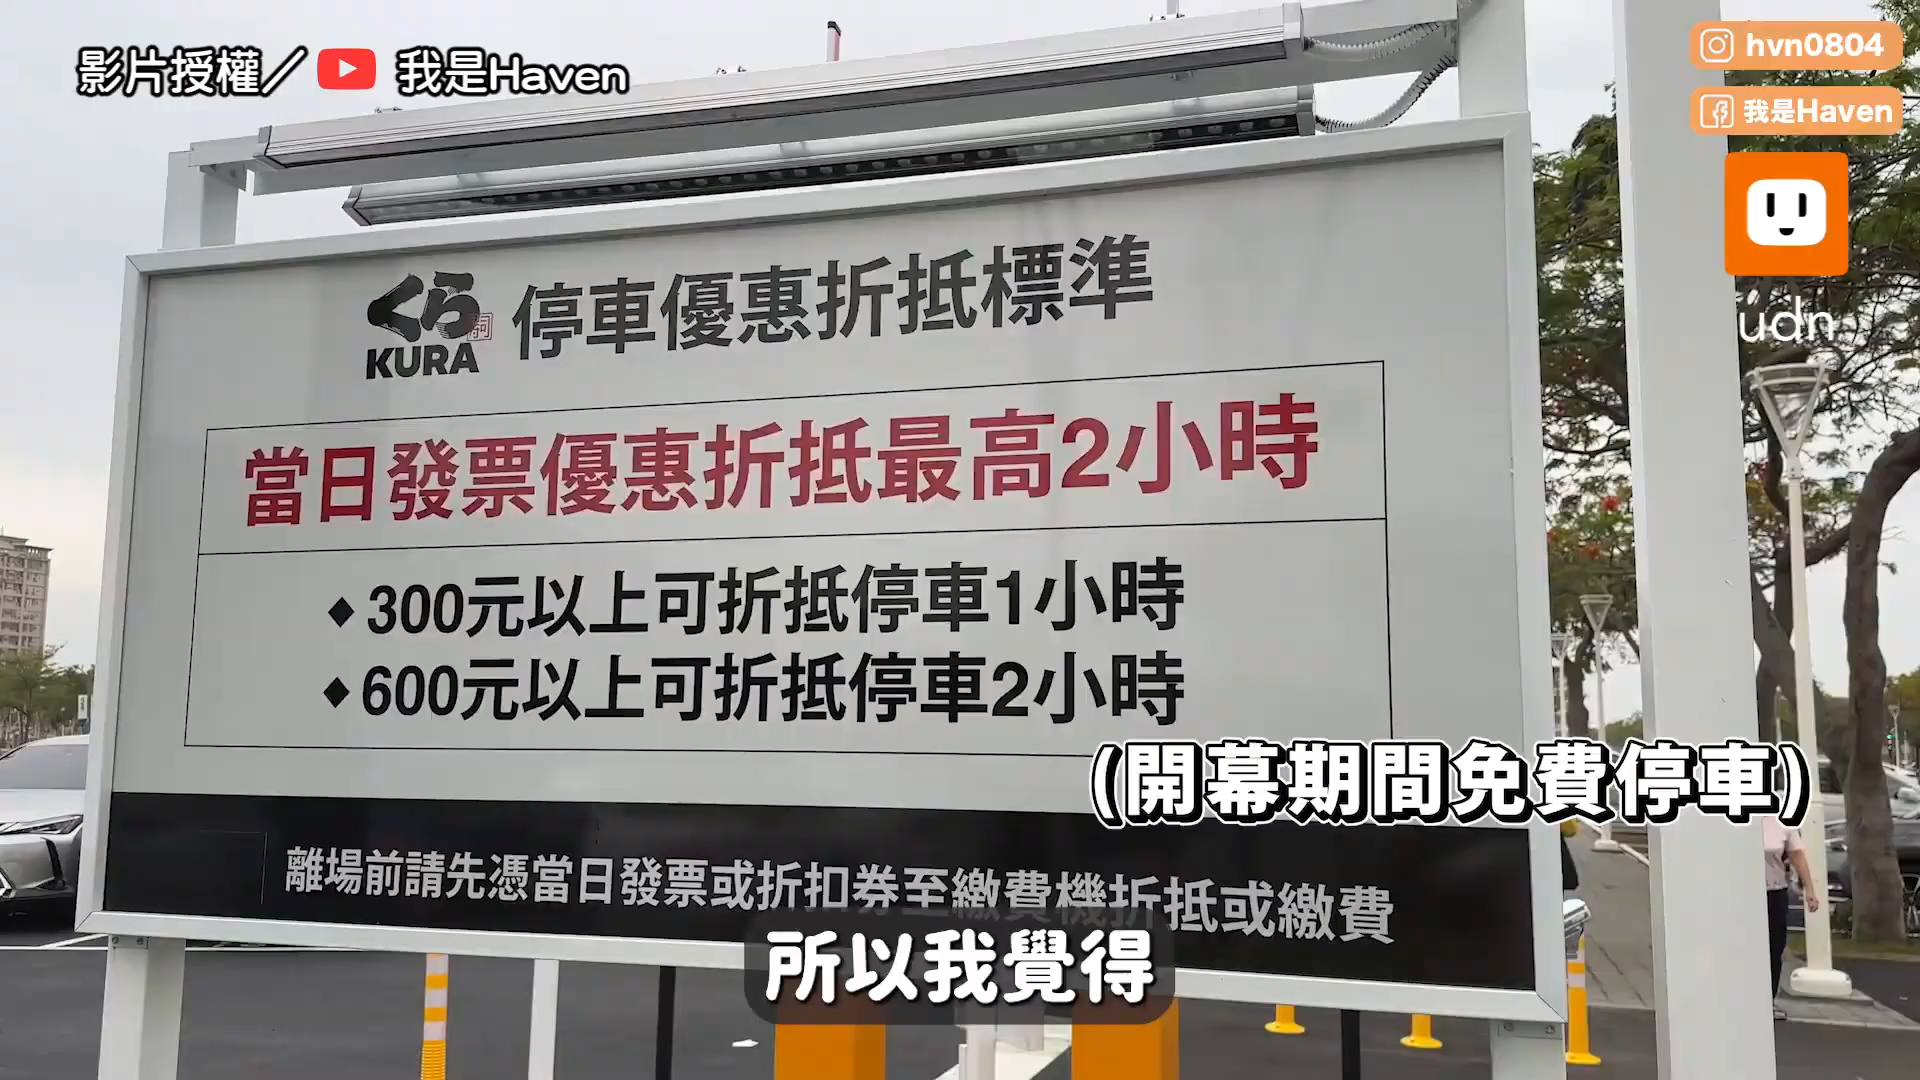 影片授權／ 我是Haven
hvn0804
我是Haven
udn
くら
KURA
停車優惠折抵標準
當日發票優惠折抵最高2小時
◆300元以上可折抵停車1小時
◆600元以上可折抵停車2小時
(開幕期間免費停車)
離場前請先憑當日發票或折扣券至繳費機折抵或繳費
所以我覺得